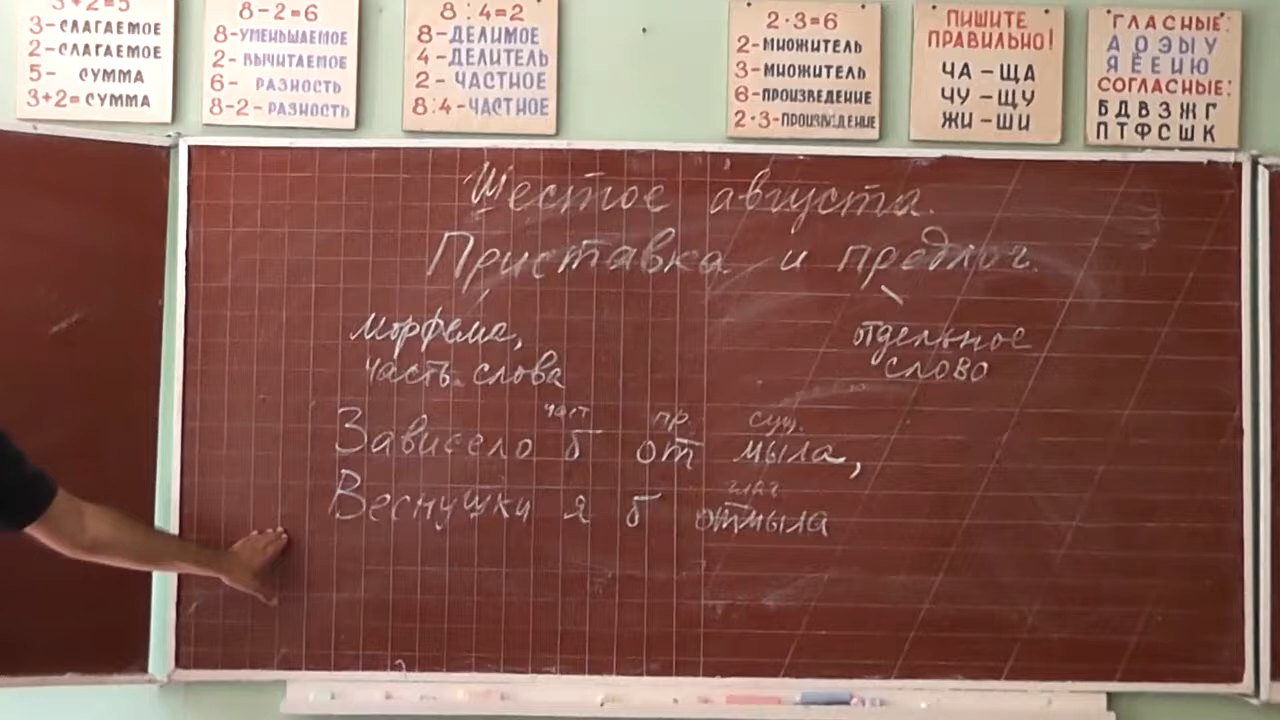 3+2=5
3-СЛАГАЕМОЕ
2-СЛАГАЕМОЕ
5- СУММА
3+2=СУММА
8-2=6
8-УМЕНЬШАЕМОЕ
2-ВЫЧИТАЕМОЕ
6- РАЗНОСТЬ
8-2-РАЗНОСТЬ
8:4=2
8-ДЕЛИМОЕ
4-ДЕЛИТЕЛЬ
2-ЧАСТНОЕ
8:4-ЧАСТНОЕ
2·3=6
2-МНОЖИТЕЛЬ
3-МНОЖИТЕЛЬ
6-ПРОИЗВЕДЕНИЕ
2·3-ПРОИЗВЕДЕНИЕ
ПИШИТЕ
ПРАВИЛЬНО!
ЧА-ЩА
ЧУ-ЩУ
ЖИ-ШИ
ГЛАСНЫЕ:
А О Э Ы У
Я Ё Е И Ю
СОГЛАСНЫЕ:
Б Д В З Ж Г
П Т Ф С Ш К
Шестое августа.
Приставка и предлог.
морфема,
часть слова
отдельное
слово
част пр. сущ.
Зависело б от мыла,
глаг
Веснушки я б отмыла